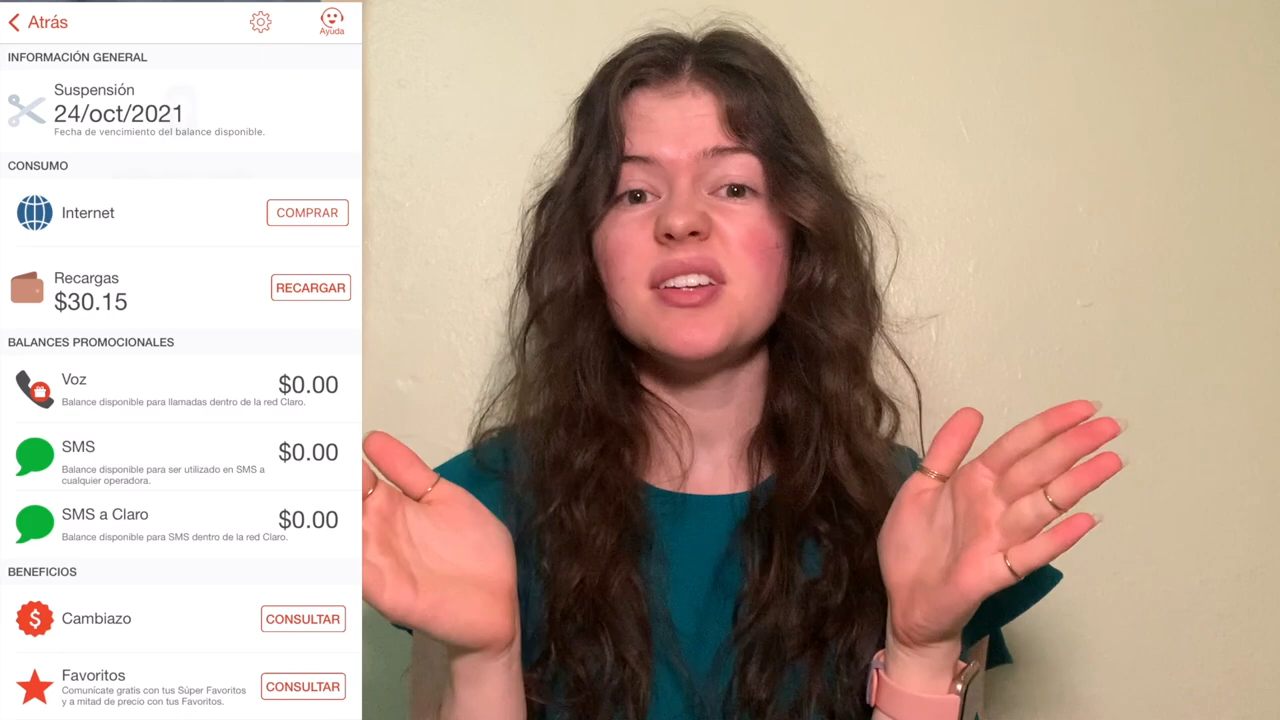 Atrás
Ayuda
INFORMACIÓN GENERAL
Suspensión
24/oct/2021
Fecha de vencimiento del balance disponible.
CONSUMO
Internet
COMPRAR
Recargas
$30.15
RECARGAR
BALANCES PROMOCIONALES
Voz
$0.00
Balance disponible para llamadas dentro de la red Claro.
SMS
$0.00
Balance disponible para ser utilizado en SMS a
cualquier operadora.
SMS a Claro
$0.00
Balance disponible para SMS dentro de la red Claro.
BENEFICIOS
$
Cambiazo
CONSULTAR
Favoritos
Comunícate gratis con tus Súper Favoritos
y a mitad de precio con tus Favoritos.
CONSULTAR